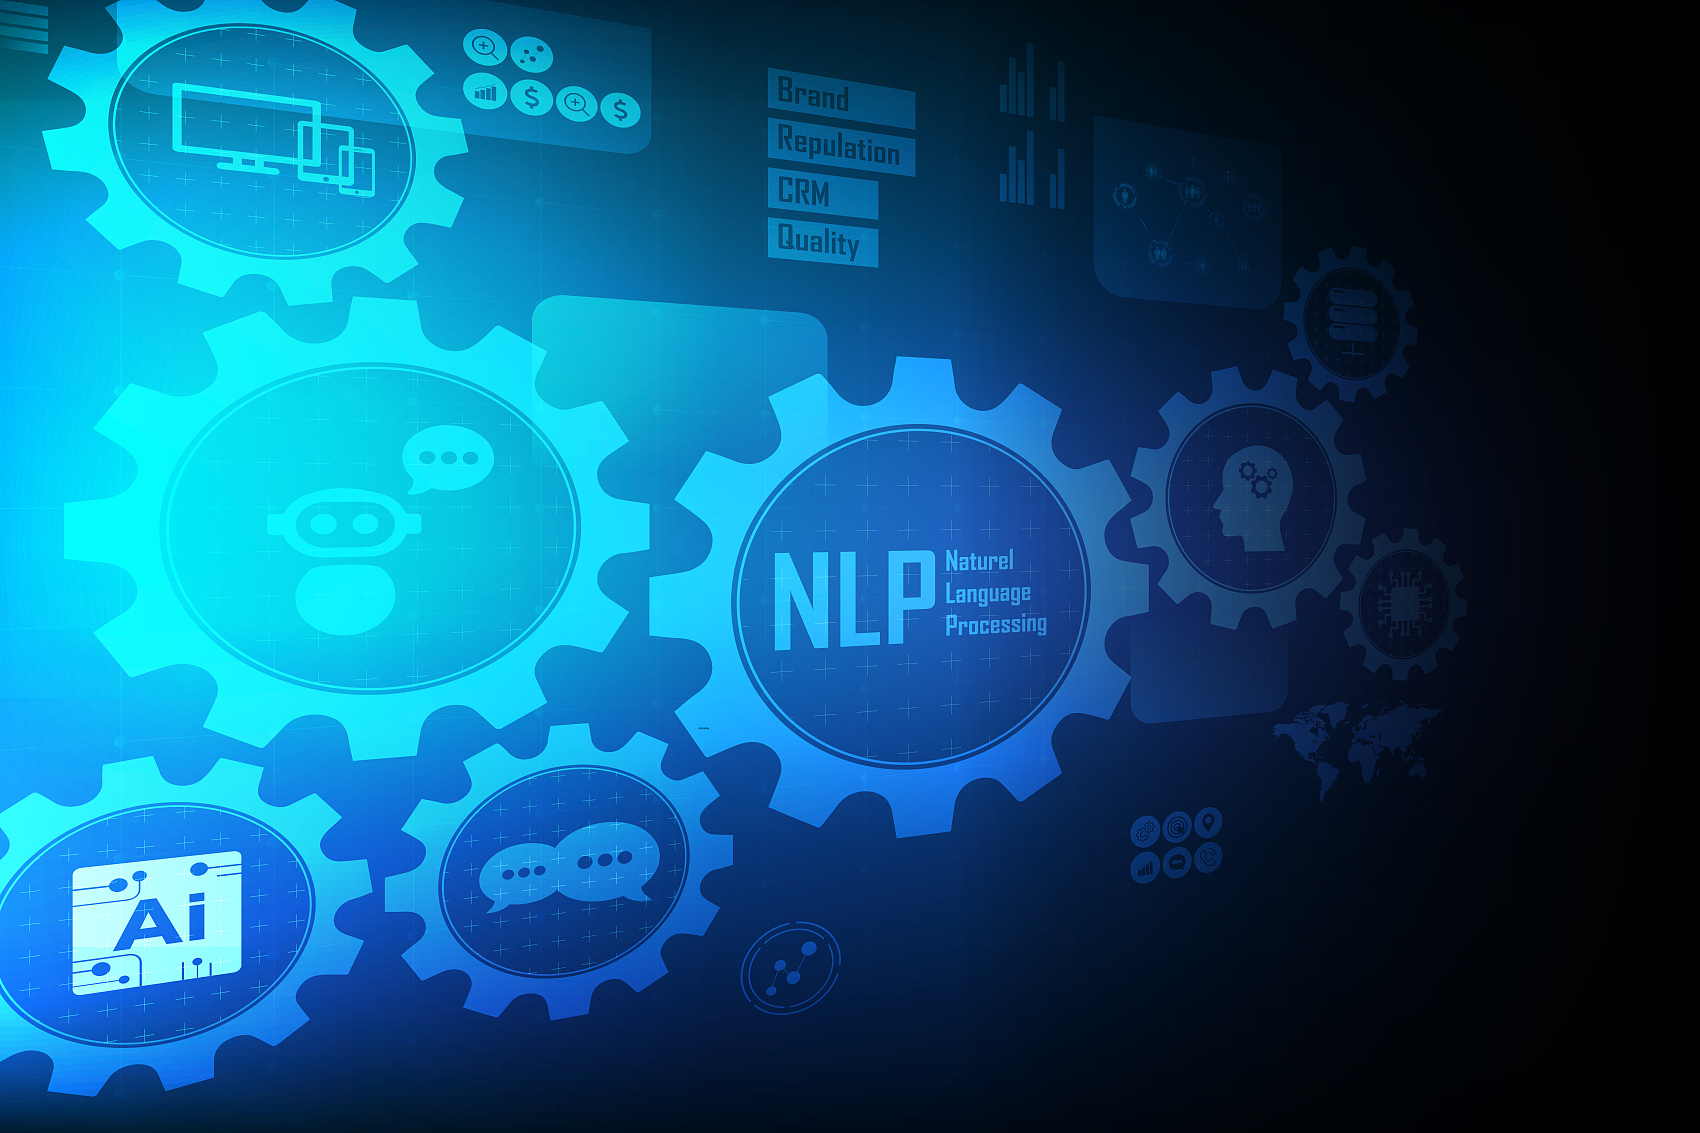 Brand
Repulation
CRM
Quality
NLP
Naturel
Language
Processing
Ai